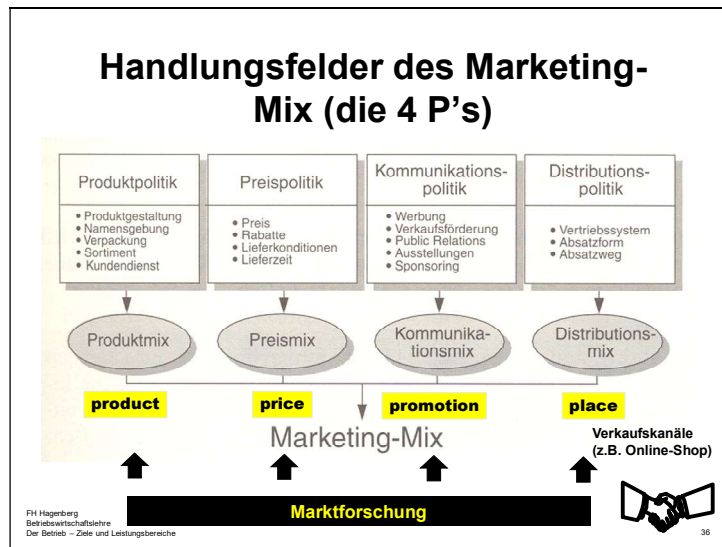 Handlungsfelder des Marketing-
Mix (die 4 P's)
Produktpolitik
• Produktgestaltung
• Namensgebung
• Verpackung
• Sortiment
• Kundendienst
Preispolitik
• Preis
• Rabatte
• Lieferkonditionen
• Lieferzeit
Kommunikations-
politik
• Werbung
• Verkaufsförderung
• Public Relations
• Ausstellungen
• Sponsoring
Distributions-
politik
• Vertriebssystem
• Absatzform
• Absatzweg
Produktmix
Preismix
Kommunika-
tionsmix
Distributions-
mix
product
price
promotion
place
Marketing-Mix
Verkaufskanäle
(z.B. Online-Shop)
Marktforschung
FH Hagenberg
Betriebswirtschaftslehre
Der Betrieb – Ziele und Leistungsbereiche
36